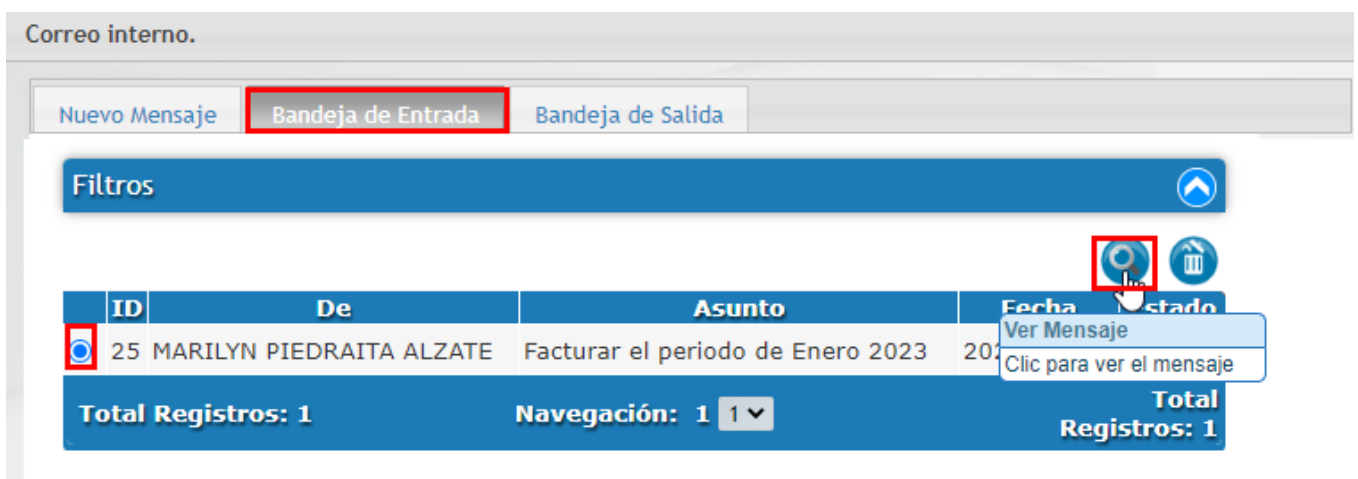 Correo interno.
Nuevo Mensaje Bandeja de Entrada Bandeja de Salida
Filtros
ID De Asunto Fecha
25 MARILYN PIEDRAITA ALZATE Facturar el periodo de Enero 2023
Ver Mensaje
Clic para ver el mensaje
Total Registros: 1 Navegación: 1 1 Total
Registros: 1